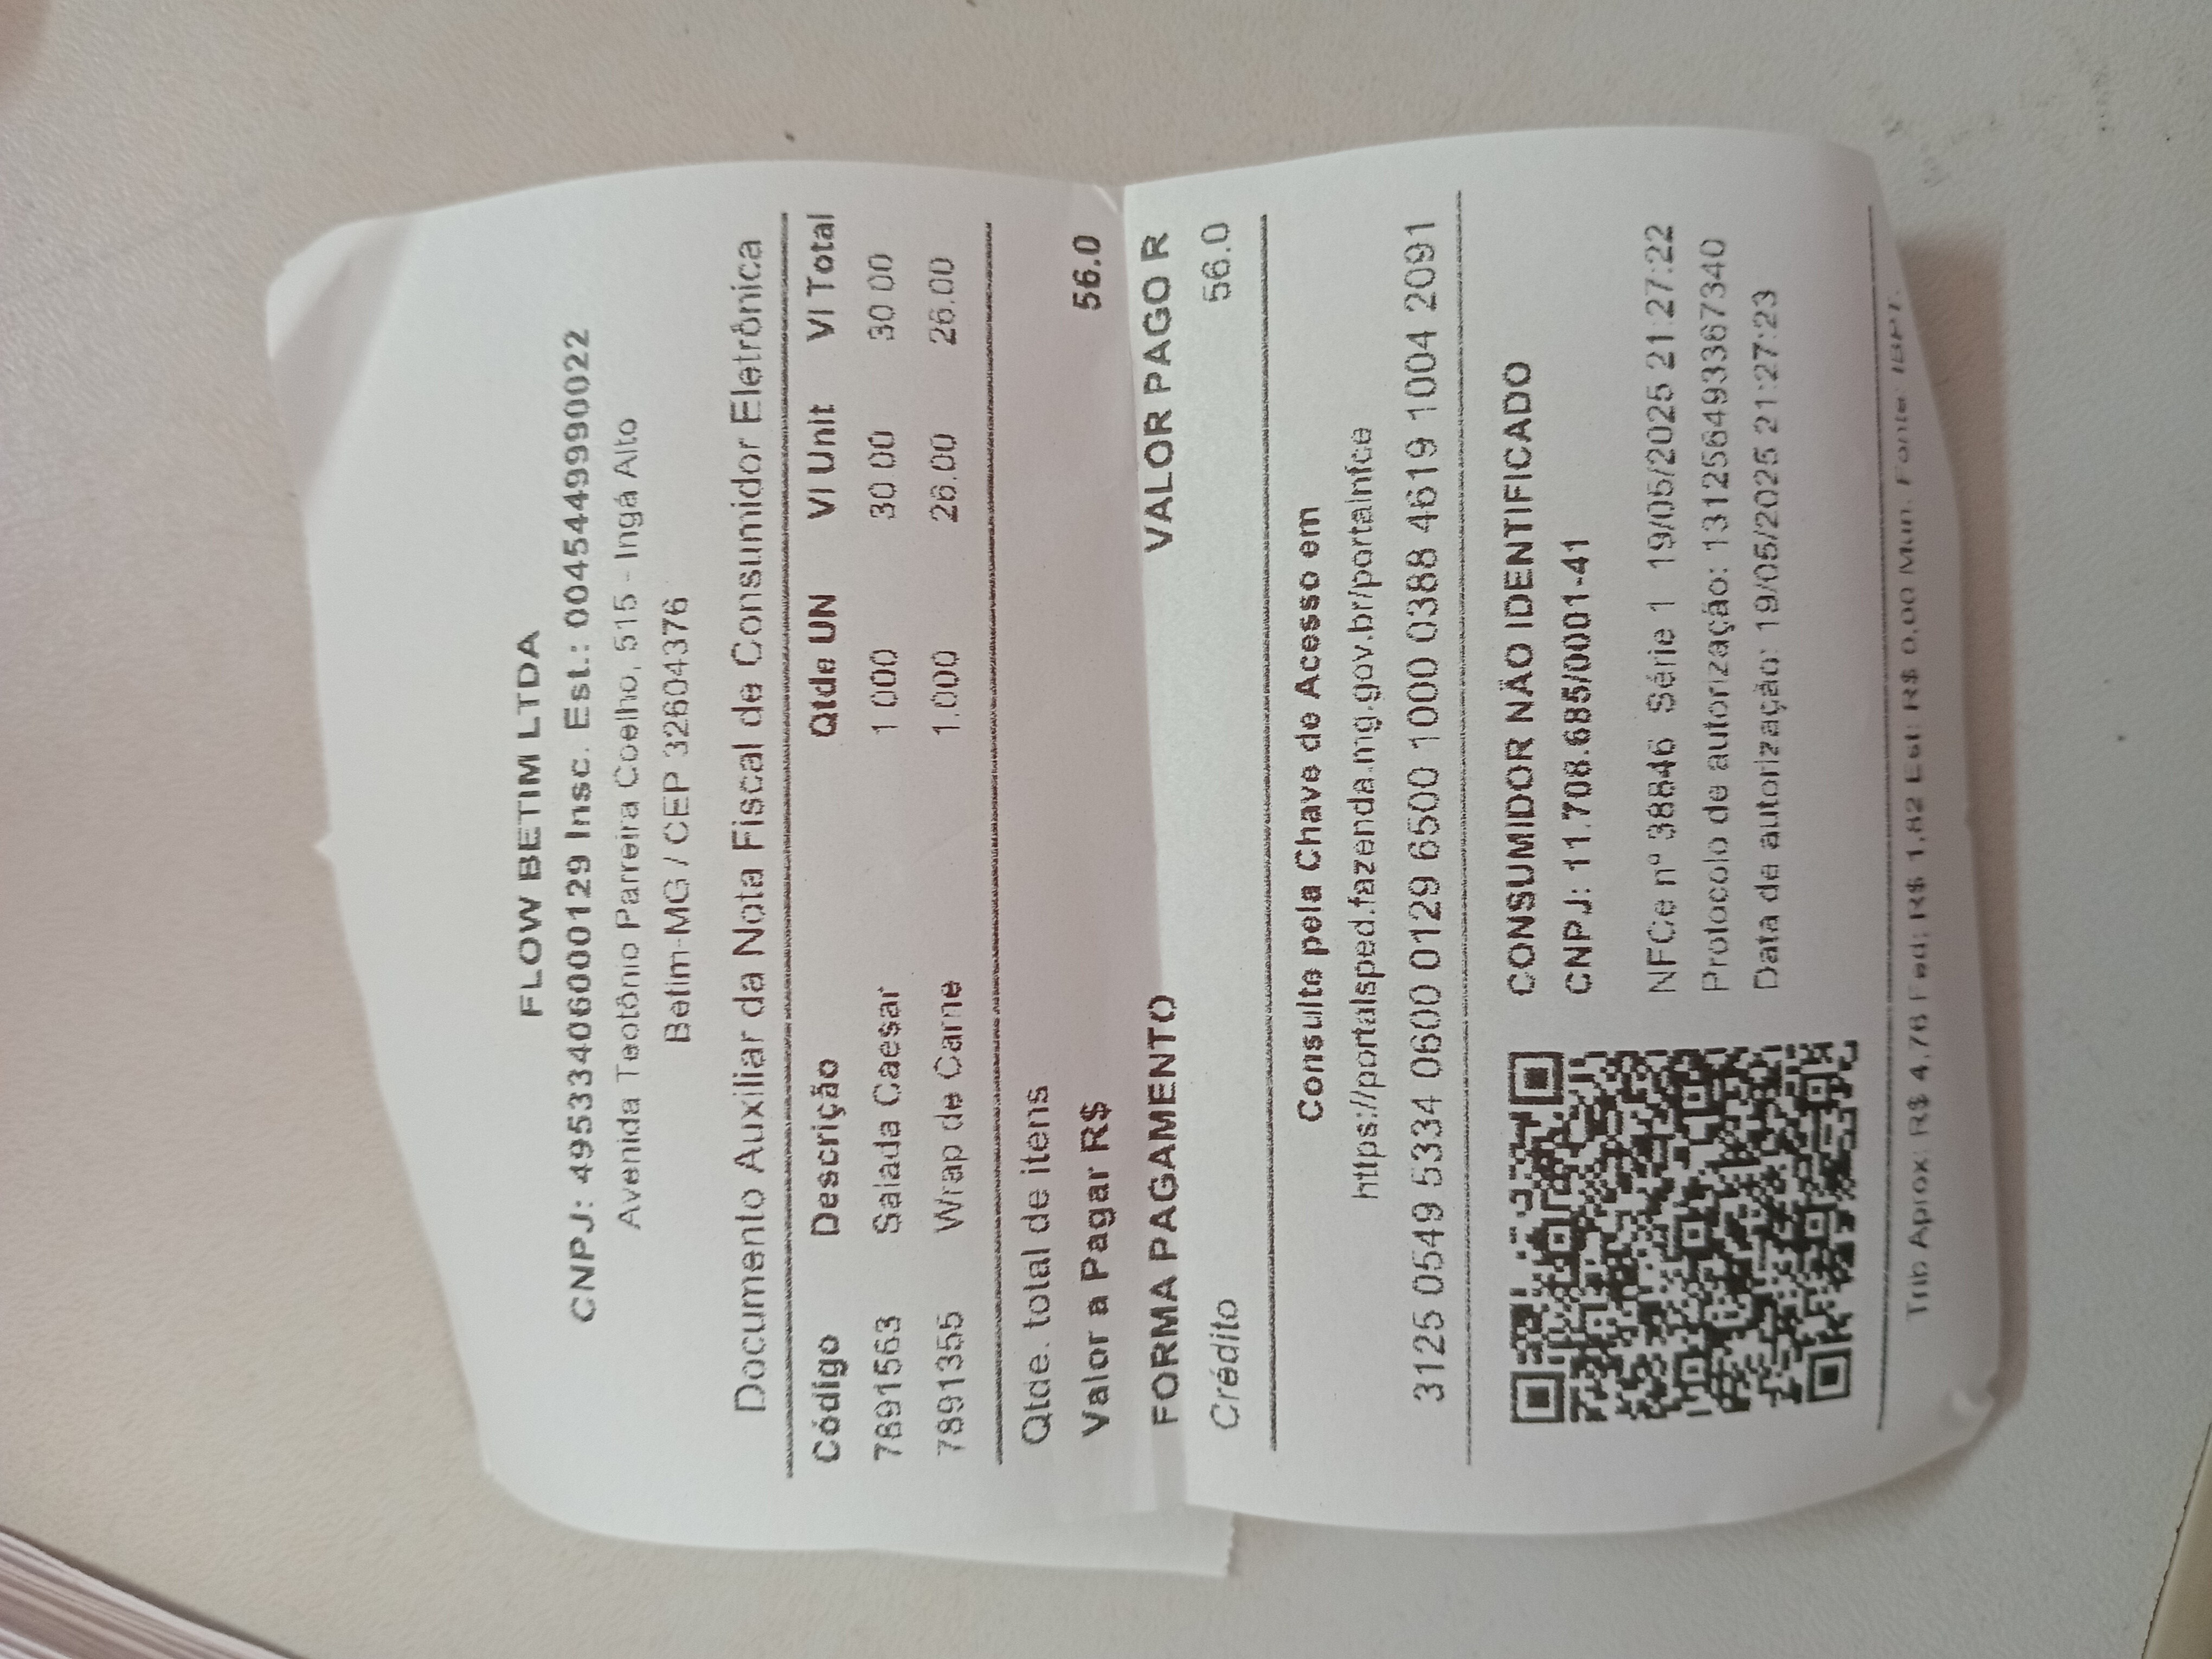 FLOW BETIM LTDA
CNPJ: 49533406000129 Insc. Est.: 0045449990022
Avenida Teotônio Parreira Coelho, 515 - Ingá Alto
Betim-MG / CEP 32604376
Documento Auxiliar da Nota Fiscal de Consumidor Eletrônica
Código Descrição Qtde UN Vl Unit Vl Total
7891563 Salada Caesar 1 000 30 00 30 00
7891355 Wrap de Carne 1.000 26.00 26.00
Qtde. total de itens
Valor a Pagar R$ 56.0
FORMA PAGAMENTO VALOR PAGO R
Crédito 56.0
Consulte pela Chave de Acesso em
https://portalsped.fazenda.mg.gov.br/portalnfce
3125 0549 5334 0600 0129 6500 1000 0388 4619 1004 2091
CONSUMIDOR NÃO IDENTIFICADO
CNPJ: 11.708.685/0001-41
NFCe nº 38846 Série 1 19/05/2025 21:27:22
Protocolo de autorização: 131256493367340
Data de autorização: 19/05/2025 21:27:23
Trib Aprox: R$ 4,76 Fed; R$ 1,82 Est; R$ 0,00 Mun. Fonte: IBPT.